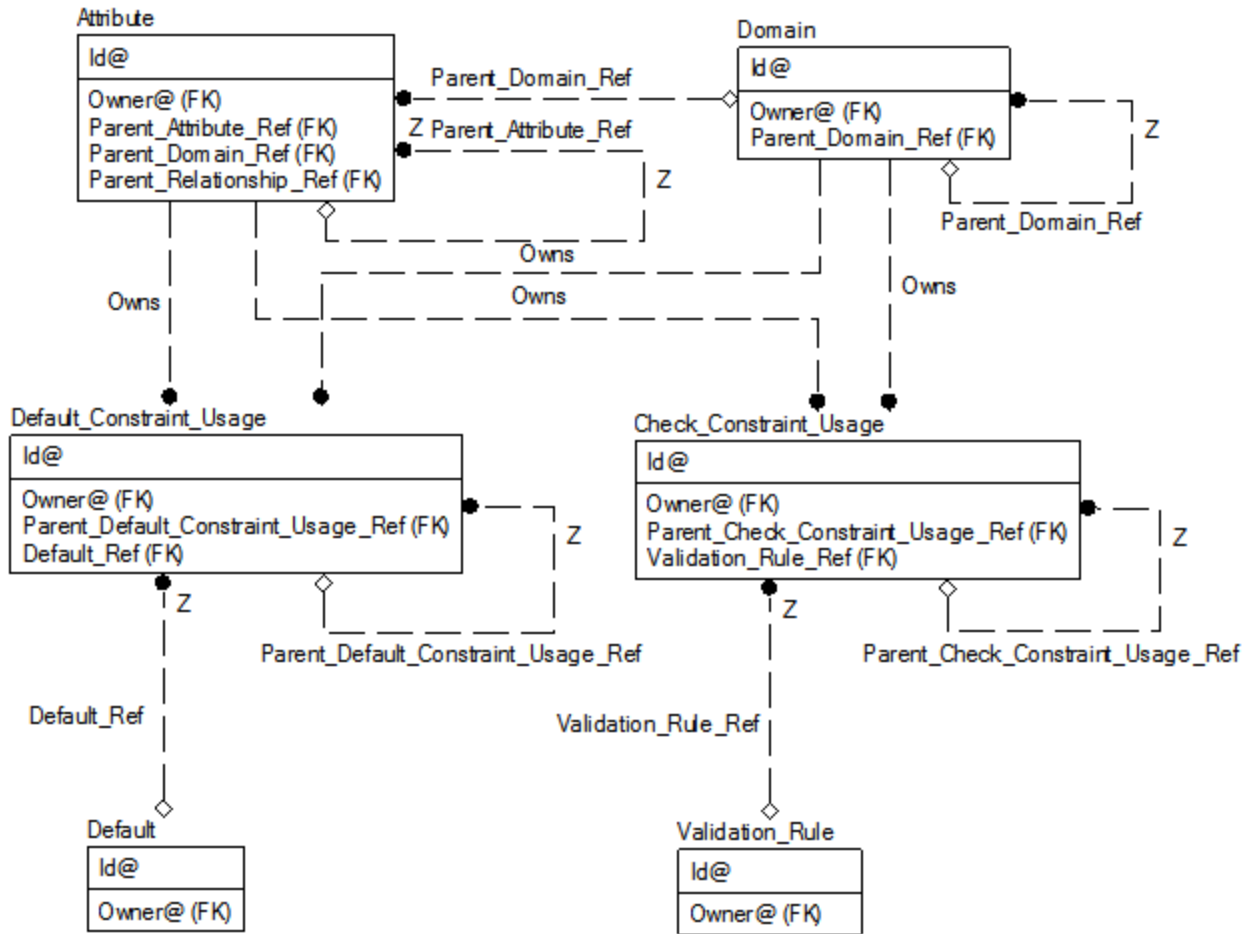 Attribute
Id@
Owner@ (FK)
Parent_Attribute_Ref (FK)
Parent_Domain_Ref (FK)
Parent_Relationship_Ref (FK)
Parent_Domain_Ref
Z
Parent_Attribute_Ref
Z
Domain
Id@
Owner@ (FK)
Parent_Domain_Ref (FK)
Z
Parent_Domain_Ref
Owns
Owns
Owns
Owns
Default_Constraint_Usage
Id@
Owner@ (FK)
Parent_Default_Constraint_Usage_Ref (FK)
Default_Ref (FK)
Z
Z
Parent_Default_Constraint_Usage_Ref
Check_Constraint_Usage
Id@
Owner@ (FK)
Parent_Check_Constraint_Usage_Ref (FK)
Validation_Rule_Ref (FK)
Z
Z
Parent_Check_Constraint_Usage_Ref
Default_Ref
Validation_Rule_Ref
Default
Id@
Owner@ (FK)
Validation_Rule
Id@
Owner@ (FK)